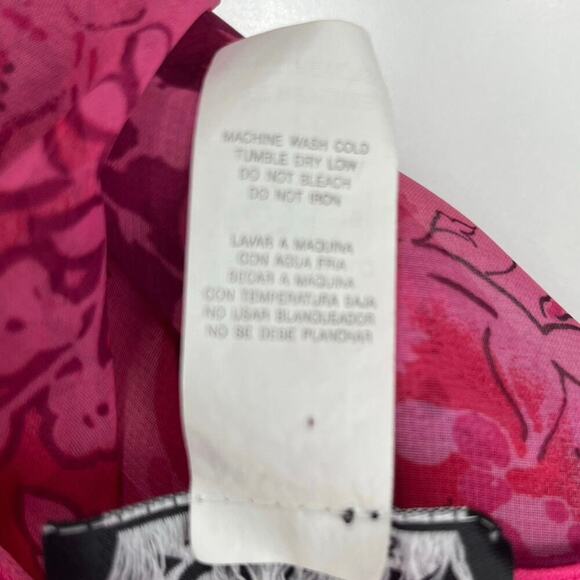 MACHINE WASH COLD
TUMBLE DRY LOW
DO NOT BLEACH
DO NOT IRON
LAVAR A MAQUINA
CON AGUA FRIA
SECAR A MAQUINA
CON TEMPERATURA BAJA
NO USAR BLANQUEADOR
NO SE DEBE PLANCHAR